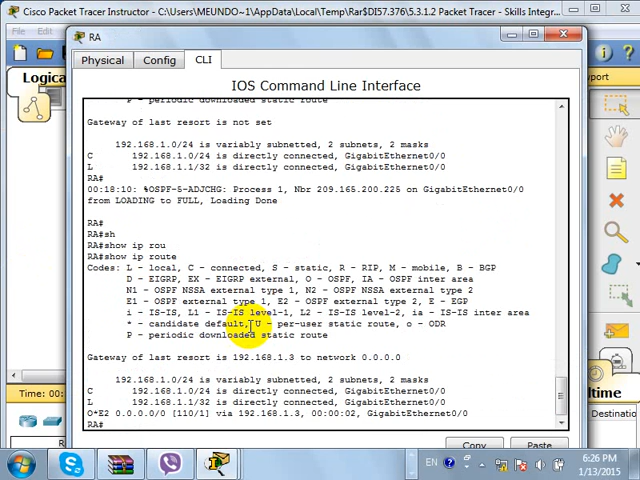 Cisco Packet Tracer Instructor - C:\Users\MEUNDO~1\AppData\Local\Temp\Rar$DI57.376\5.3.1.2 Packet Tracer - Skills Integr...
File
RA
Logica
port
Physical
Config
CLI
IOS Command Line Interface
P - periodic downloaded static route
Gateway of last resort is not set
192.168.1.0/24 is variably subnetted, 2 subnets, 2 masks
C 192.168.1.0/24 is directly connected, GigabitEthernet0/0
L 192.168.1.1/32 is directly connected, GigabitEthernet0/0
RA#
00:18:10: %OSPF-5-ADJCHG: Process 1, Nbr 209.165.200.225 on GigabitEthernet0/0
from LOADING to FULL, Loading Done
RA#
RA#sh
RA#show ip rou
RA#show ip route
Codes: L - local, C - connected, S - static, R - RIP, M - mobile, B - BGP
D - EIGRP, EX - EIGRP external, O - OSPF, IA - OSPF inter area
N1 - OSPF NSSA external type 1, N2 - OSPF NSSA external type 2
E1 - OSPF external type 1, E2 - OSPF external type 2, E - EGP
i - IS-IS, L1 - IS-IS level-1, L2 - IS-IS level-2, ia - IS-IS inter area
* - candidate default, U - per-user static route, o - ODR
P - periodic downloaded static route
Gateway of last resort is 192.168.1.3 to network 0.0.0.0
192.168.1.0/24 is variably subnetted, 2 subnets, 2 masks
C 192.168.1.0/24 is directly connected, GigabitEthernet0/0
L 192.168.1.1/32 is directly connected, GigabitEthernet0/0
O*E2 0.0.0.0/0 [110/1] via 192.168.1.3, 00:00:02, GigabitEthernet0/0
RA#
Time: 00:
Destinatio
Copy
Paste
EN
6:26 PM
1/13/2015